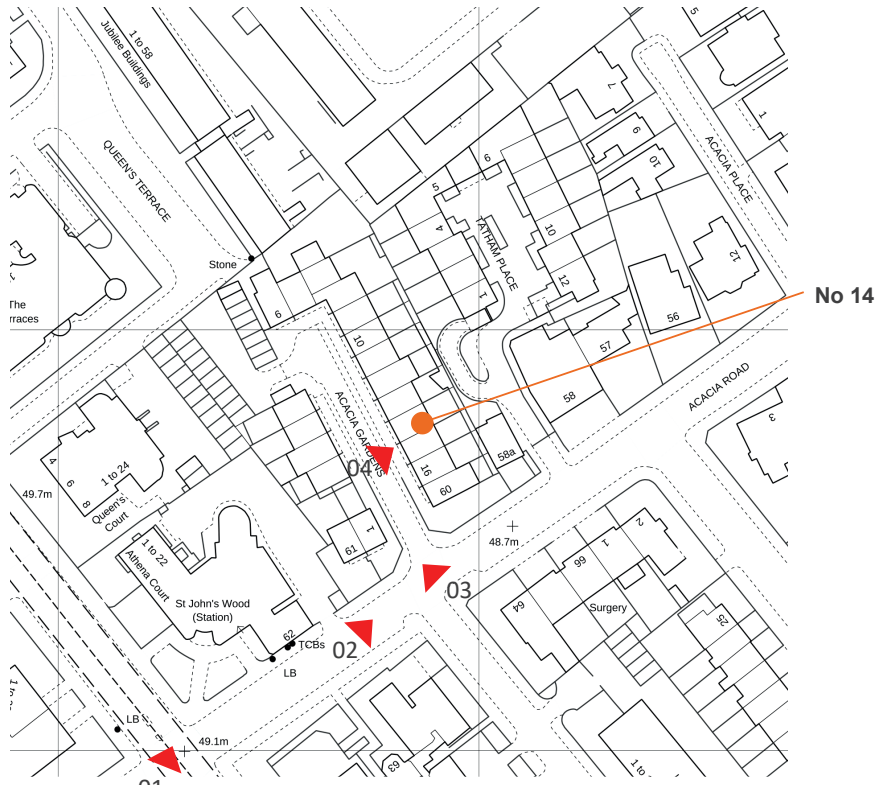 1 to 58
Jubilee Buildings
5
7
1
ACACIA PLACE
QUEEN'S TERRACE
6
10
6
5
4
TATHAM PLACE
10
12
12
Stone
The
rraces
6
1
56
No 14
57
10
58
ACACIA ROAD
ACACIA GARDENS
3
4
6
8
1 to 24
Queen's
Court
49.7m
04
16
60
58a
48.7m
1
61
2
1
66
64
Surgery
25
1 to 22
Athena Court
St John's Wood
(Station)
03
62
TCBs
02
LB
LB
49.1m
63
1 to
01